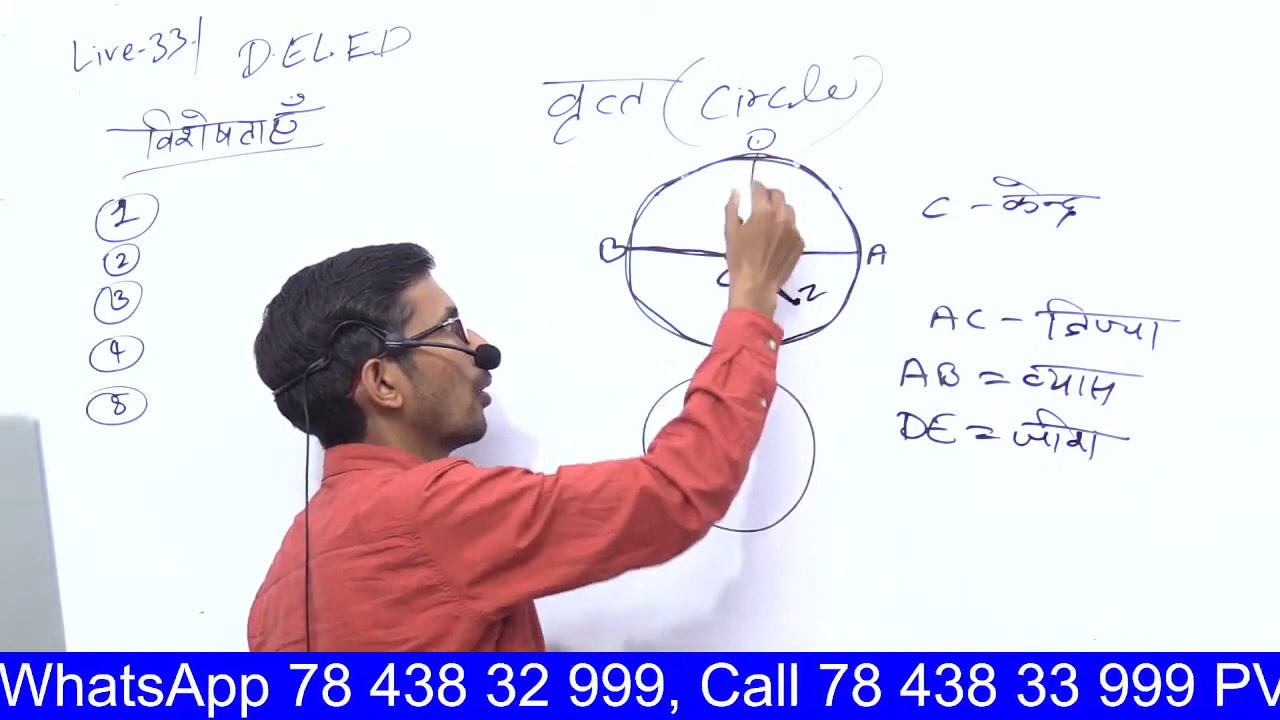 Live-33 D.EL.ED
वृत्त (Circle)
विशेषताएँ
1
2
3
4
5
D
B
A
C
C - केन्द्र
AC - त्रिज्या
AB = व्यास
DE = जीवा
WhatsApp 78 438 32 999, Call 78 438 33 999 PV